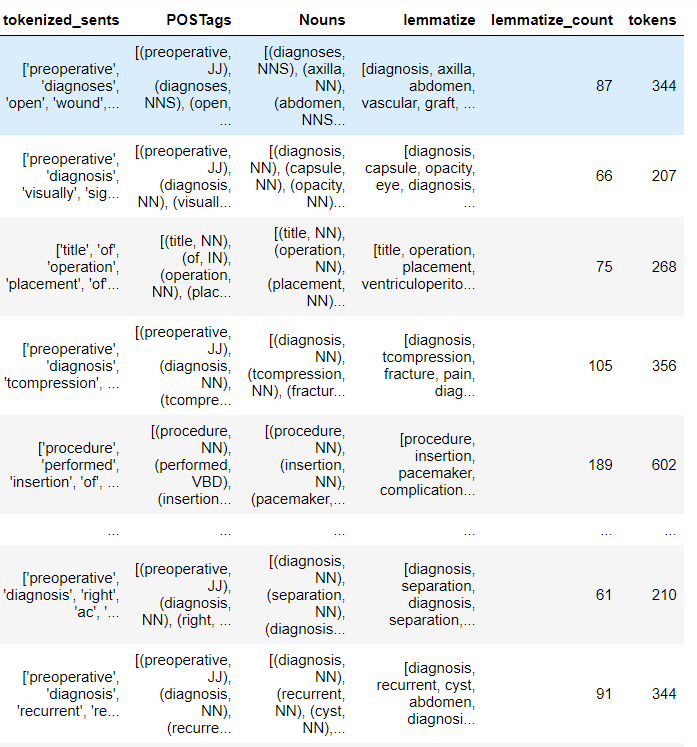 tokenized_sents POSTags Nouns lemmatize lemmatize_count tokens
['preoperative', 'diagnoses', 'open', 'wound',... [(preoperative, JJ), (diagnoses, NNS), (open, ... [(diagnoses, NNS), (axilla, NN), (abdomen, NNS... [diagnosis, axilla, abdomen, vascular, graft, ... 87 344
['preoperative', 'diagnosis', 'visually', 'sig... [(preoperative, JJ), (diagnosis, NN), (visuall... [(diagnosis, NN), (capsule, NN), (opacity, NN)... [diagnosis, capsule, opacity, eye, diagnosis, ... 66 207
['title', 'of', 'operation', 'placement', 'of'... [(title, NN), (of, IN), (operation, NN), (plac... [(title, NN), (operation, NN), (placement, NN)... [title, operation, placement, ventriculoperito... 75 268
['preoperative', 'diagnosis', 'tcompression', ... [(preoperative, JJ), (diagnosis, NN), (tcompre... [(diagnosis, NN), (tcompression, NN), (fractur... [diagnosis, tcompression, fracture, pain, diag... 105 356
['procedure', 'performed', 'insertion', 'of', ... [(procedure, NN), (performed, VBD), (insertion... [(procedure, NN), (insertion, NN), (pacemaker,... [procedure, insertion, pacemaker, complication... 189 602
... ... ... ... ... ...
['preoperative', 'diagnosis', 'right', 'ac', '... [(preoperative, JJ), (diagnosis, NN), (right, ... [(diagnosis, NN), (separation, NN), (diagnosis... [diagnosis, separation, diagnosis, separation,... 61 210
['preoperative', 'diagnosis', 'recurrent', 're... [(preoperative, JJ), (diagnosis, NN), (recurre... [(diagnosis, NN), (recurrent, NN), (cyst, NN),... [diagnosis, recurrent, cyst, abdomen, diagnosi... 91 344